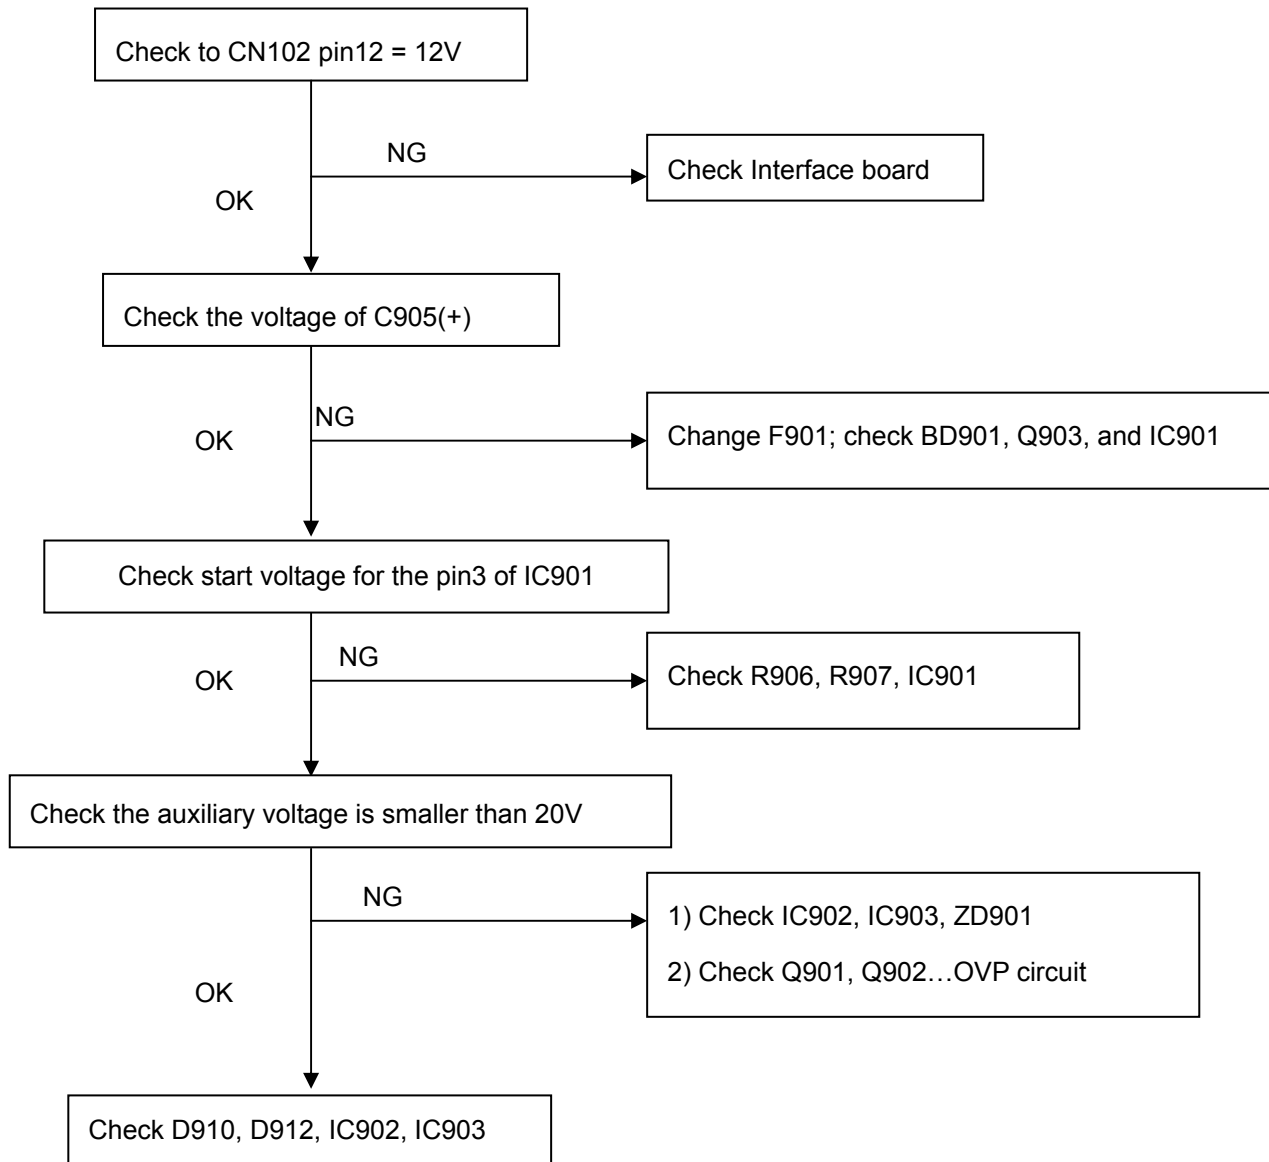 Check to CN102 pin12 = 12V
NG
Check Interface board
OK
Check the voltage of C905(+)
NG
OK
Change F901; check BD901, Q903, and IC901
Check start voltage for the pin3 of IC901
NG
OK
Check R906, R907, IC901
Check the auxiliary voltage is smaller than 20V
NG
1) Check IC902, IC903, ZD901
2) Check Q901, Q902…OVP circuit
OK
Check D910, D912, IC902, IC903